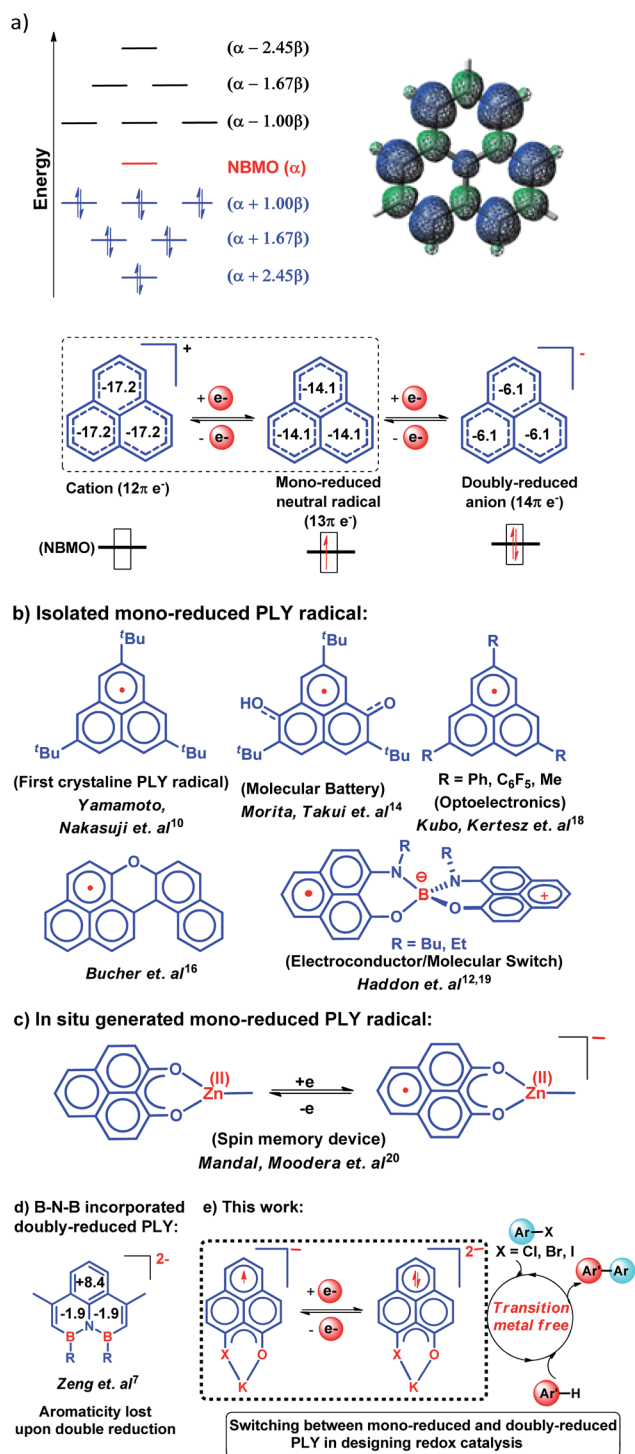 a)
Energy
(α − 2.45β)
(α − 1.67β)
(α − 1.00β)
NBMO (α)
(α + 1.00β)
(α + 1.67β)
(α + 2.45β)
+
-17.2
-17.2 -17.2
+ e-
- e-
-14.1
-14.1 -14.1
+ e-
- e-
-
-6.1
-6.1 -6.1
Cation (12π e-)
Mono-reduced
neutral radical
(13π e-)
Doubly-reduced
anion (14π e-)
(NBMO)
b) Isolated mono-reduced PLY radical:
tBu
tBu tBu
(First crystaline PLY radical)
Yamamoto,
Nakasuji et. al10
tBu
HO O
tBu tBu
(Molecular Battery)
Morita, Takui et. al14
R
R R
R = Ph, C6F5, Me
(Optoelectronics)
Kubo, Kertesz et. al18
O
Bucher et. al16
R R
N ⊖ N
B
O O
+
R = Bu, Et
(Electroconductor/Molecular Switch)
Haddon et. al12,19
c) In situ generated mono-reduced PLY radical:
O
(II)
Zn
O
+e
-e
O
(II)
Zn
O
−
(Spin memory device)
Mandal, Moodera et. al20
d) B-N-B incorporated
doubly-reduced PLY:
2-
+8.4
-1.9 -1.9
N
B B
R R
Zeng et. al7
Aromaticity lost
upon double reduction
e) This work:
−
X O
K
+ e-
- e-
2−
X O
K
Ar X
X = Cl, Br, I
Ar' Ar
Transition
metal free
Ar' H
Switching between mono-reduced and doubly-reduced
PLY in designing redox catalysis